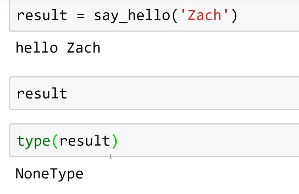 result = say_hello('Zach')
hello Zach
result
type(result)
NoneType